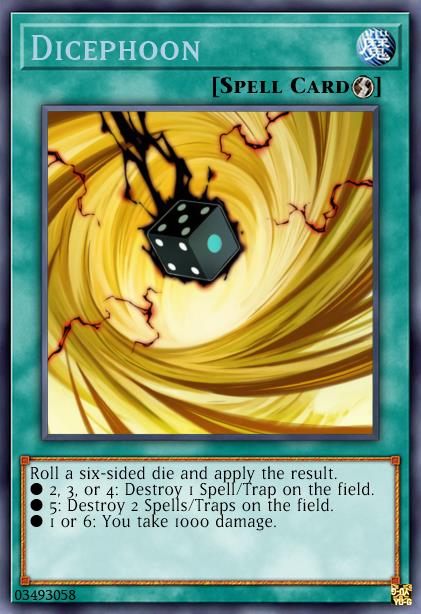 DICEPHOON
魔
[SPELL CARD]
Roll a six-sided die and apply the result.
● 2, 3, or 4: Destroy 1 Spell/Trap on the field.
● 5: Destroy 2 Spells/Traps on the field.
● 1 or 6: You take 1000 damage.
03493058